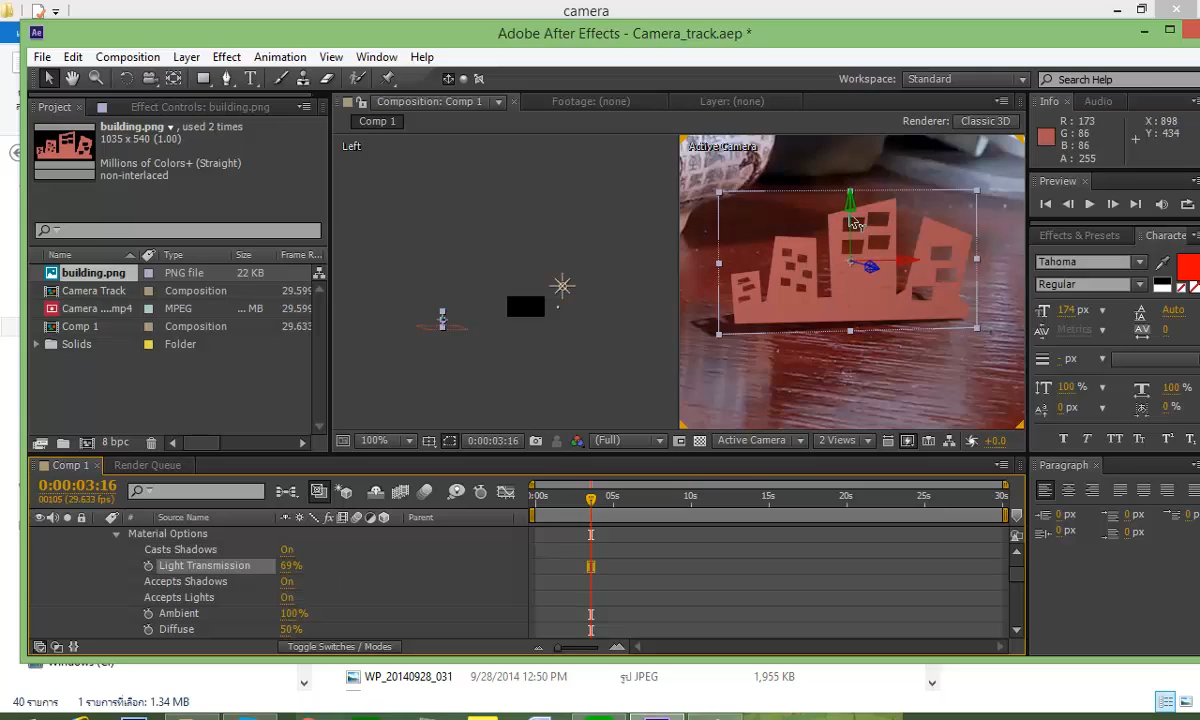 camera
Adobe After Effects - Camera_track.aep *
File Edit Composition Layer Effect Animation View Window Help
Workspace: Standard Search Help
Project Effect Controls: building.png
Composition: Comp 1 Footage: (none) Layer: (none)
Info Audio
building.png , used 2 times
1035 x 540 (1.00)
Millions of Colors+ (Straight)
non-interlaced
Comp 1
Renderer: Classic 3D
Left
Active Camera
R : 173
G : 86
B : 86
A : 255
X : 898
Y : 434
Preview
Effects & Presets Characte
Tahoma
Regular
174 px Auto
Metrics 0
- px
100 % 100 %
0 px 0 %
T T TT Tt T¹ T
Paragraph
0 px 0 px 0 px
0 px 0 px
Name Type Size Frame R...
building.png PNG file 22 KB
Camera Track Composition 29.599
Camera ....mp4 MPEG ... MB 29.599
Comp 1 Composition 29.633
Solids Folder
8 bpc
100% 0:00:03:16 (Full) Active Camera 2 Views +0.0
Comp 1 Render Queue
0:00:03:16
00105 (29.633 fps)
:00s 05s 10s 15s 20s 25s 30s
# Source Name fx Parent
Material Options
Casts Shadows On
Light Transmission 69%
Accepts Shadows On
Accepts Lights On
Ambient 100%
Diffuse 50%
Toggle Switches / Modes
WP_20140928_031 9/28/2014 12:50 PM รูป JPEG 1,955 KB
40 รายการ 1 รายการที่เลือก: 1.34 MB